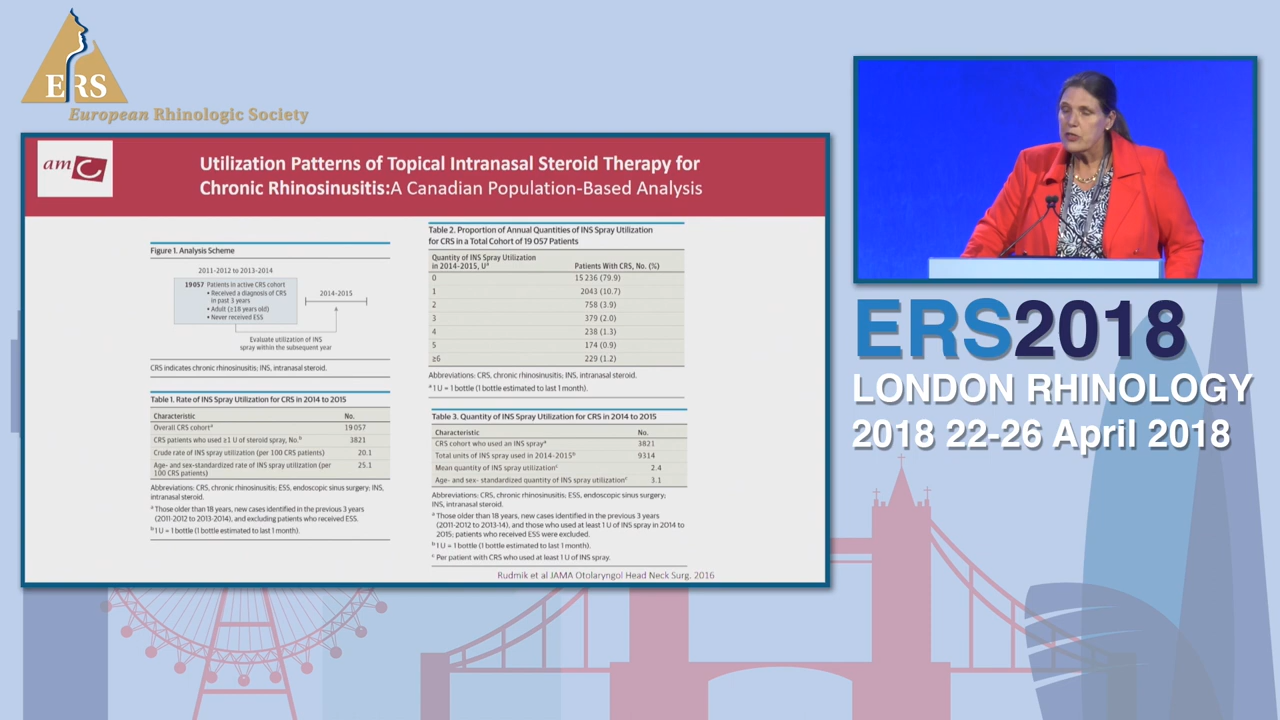 ERS
European Rhinologic Society
amC
Utilization Patterns of Topical Intranasal Steroid Therapy for
Chronic Rhinosinusitis:A Canadian Population-Based Analysis
Figure 1. Analysis Scheme
2011-2012 to 2013-2014
19057 Patients in active CRS cohort
• Received a diagnosis of CRS
in past 3 years
• Adult (≥18 years old)
• Never received ESS
2014-2015
Evaluate utilization of INS
spray within the subsequent year
CRS indicates chronic rhinosinusitis; INS, intranasal steroid.
Table 1. Rate of INS Spray Utilization for CRS in 2014 to 2015
Characteristic No.
Overall CRS cohortᵃ 19057
CRS patients who used ≥1 U of steroid spray, No.ᵇ 3821
Crude rate of INS spray utilization (per 100 CRS patients) 20.1
Age- and sex-standardized rate of INS spray utilization (per 25.1
100 CRS patients)
Abbreviations: CRS, chronic rhinosinusitis; ESS, endoscopic sinus surgery; INS,
intranasal steroid.
ᵃ Those older than 18 years, new cases identified in the previous 3 years
(2011-2012 to 2013-2014), and excluding patients who received ESS.
ᵇ 1 U = 1 bottle (1 bottle estimated to last 1 month).
Table 2. Proportion of Annual Quantities of INS Spray Utilization
for CRS in a Total Cohort of 19 057 Patients
Quantity of INS Spray Utilization
in 2014-2015, Uᵃ Patients With CRS, No. (%)
0 15 236 (79.9)
1 2043 (10.7)
2 758 (3.9)
3 379 (2.0)
4 238 (1.3)
5 174 (0.9)
≥6 229 (1.2)
Abbreviations: CRS, chronic rhinosinusitis; INS, intranasal steroid.
ᵃ 1 U = 1 bottle (1 bottle estimated to last 1 month).
Table 3. Quantity of INS Spray Utilization for CRS in 2014 to 2015
Characteristic No.
CRS cohort who used an INS sprayᵃ 3821
Total units of INS spray used in 2014-2015ᵇ 9314
Mean quantity of INS spray utilizationᶜ 2.4
Age- and sex- standardized quantity of INS spray utilizationᶜ 3.1
Abbreviations: CRS, chronic rhinosinusitis; ESS, endoscopic sinus surgery;
INS, intranasal steroid.
ᵃ Those older than 18 years, new cases identified in the previous 3 years
(2011-2012 to 2013-14), and those who used at least 1 U of INS spray in 2014 to
2015; patients who received ESS were excluded.
ᵇ 1 U = 1 bottle (1 bottle estimated to last 1 month).
ᶜ Per patient with CRS who used at least 1 U of INS spray.
Rudmik et al JAMA Otolaryngol Head Neck Surg. 2016
ERS2018
LONDON RHINOLOGY
2018 22-26 April 2018